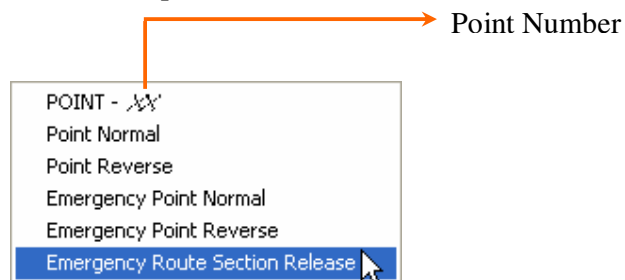 Point Number
POINT - XX
Point Normal
Point Reverse
Emergency Point Normal
Emergency Point Reverse
Emergency Route Section Release